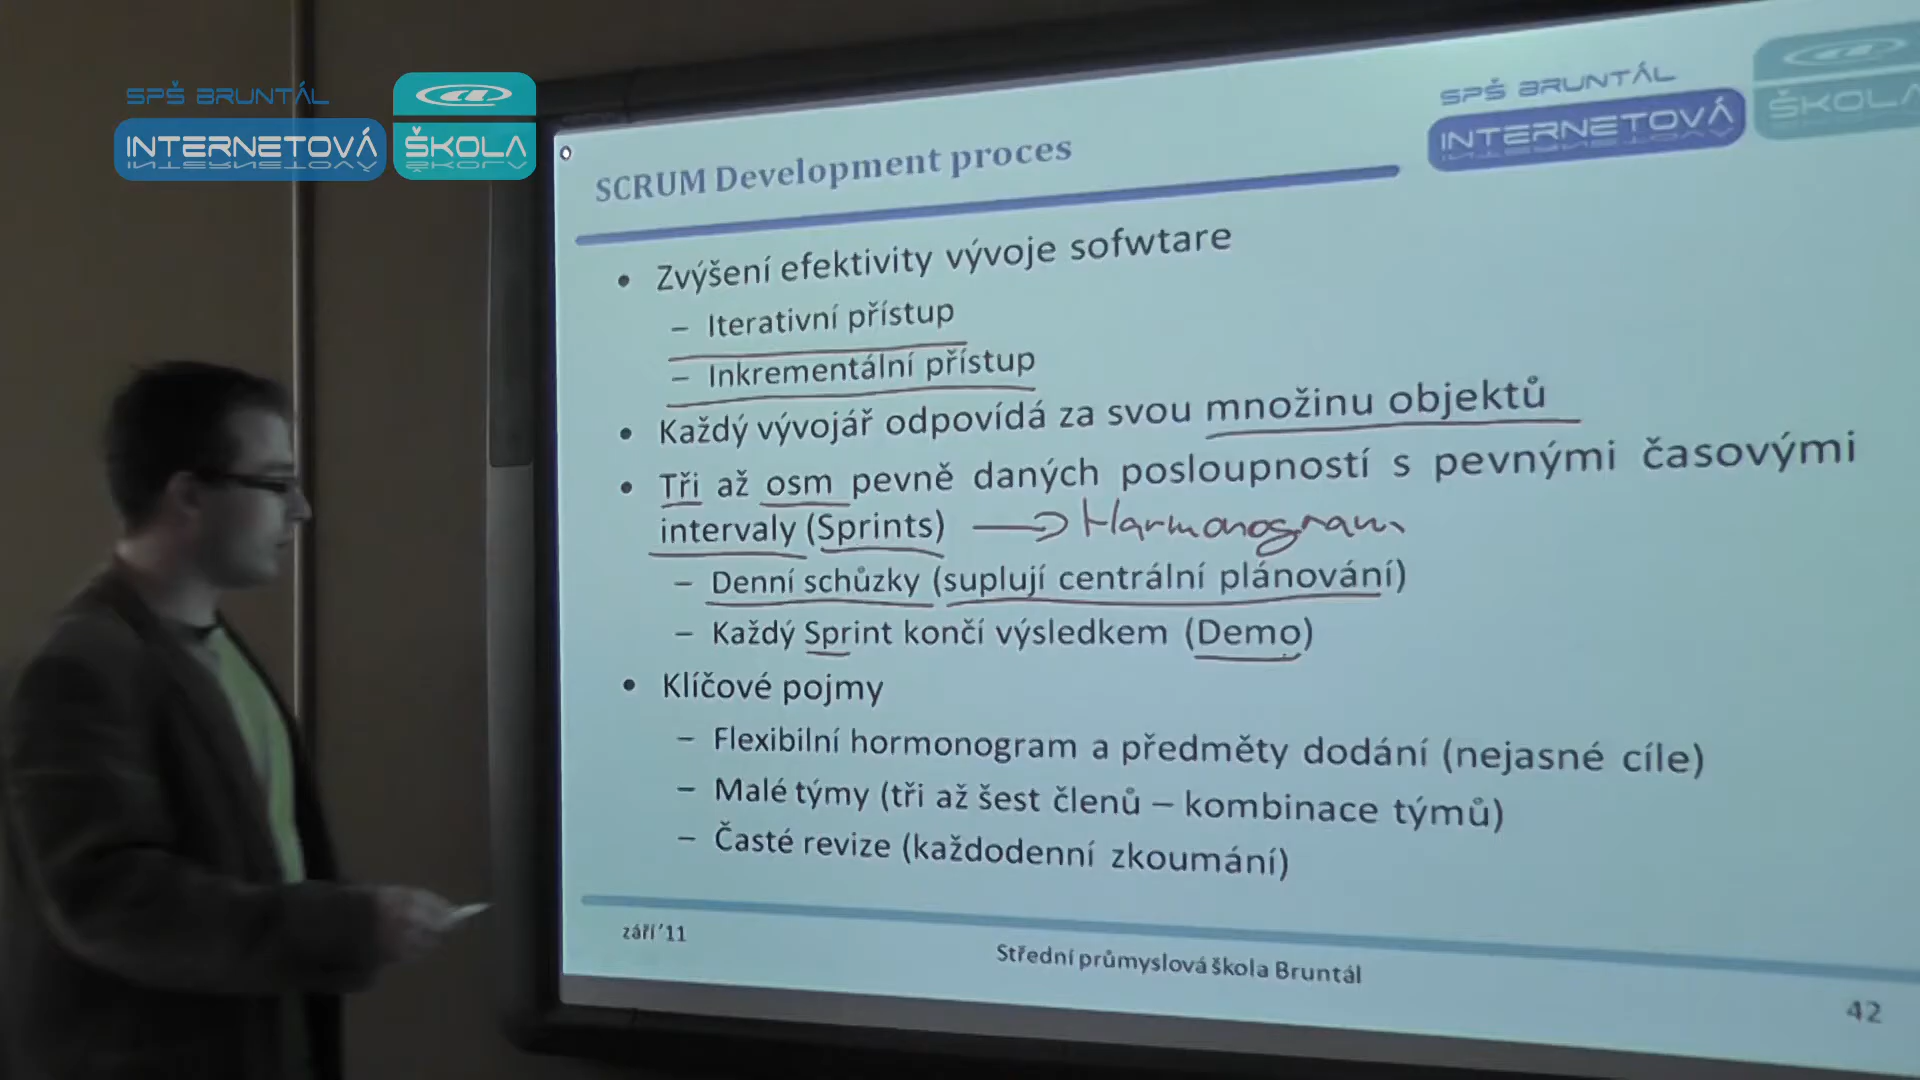 SPŠ BRUNTÁL
INTERNETOVÁ ŠKOLA
SPŠ BRUNTÁL
INTERNETOVÁ ŠKOLA
SCRUM Development proces
• Zvýšení efektivity vývoje sofwtare
– Iterativní přístup
– Inkrementální přístup
• Každý vývojář odpovídá za svou množinu objektů
• Tři až osm pevně daných posloupností s pevnými časovými
intervaly (Sprints) → Harmonogram
– Denní schůzky (suplují centrální plánování)
– Každý Sprint končí výsledkem (Demo)
• Klíčové pojmy
– Flexibilní hormonogram a předměty dodání (nejasné cíle)
– Malé týmy (tři až šest členů – kombinace týmů)
– Časté revize (každodenní zkoumání)
září’11
Střední průmyslová škola Bruntál
42